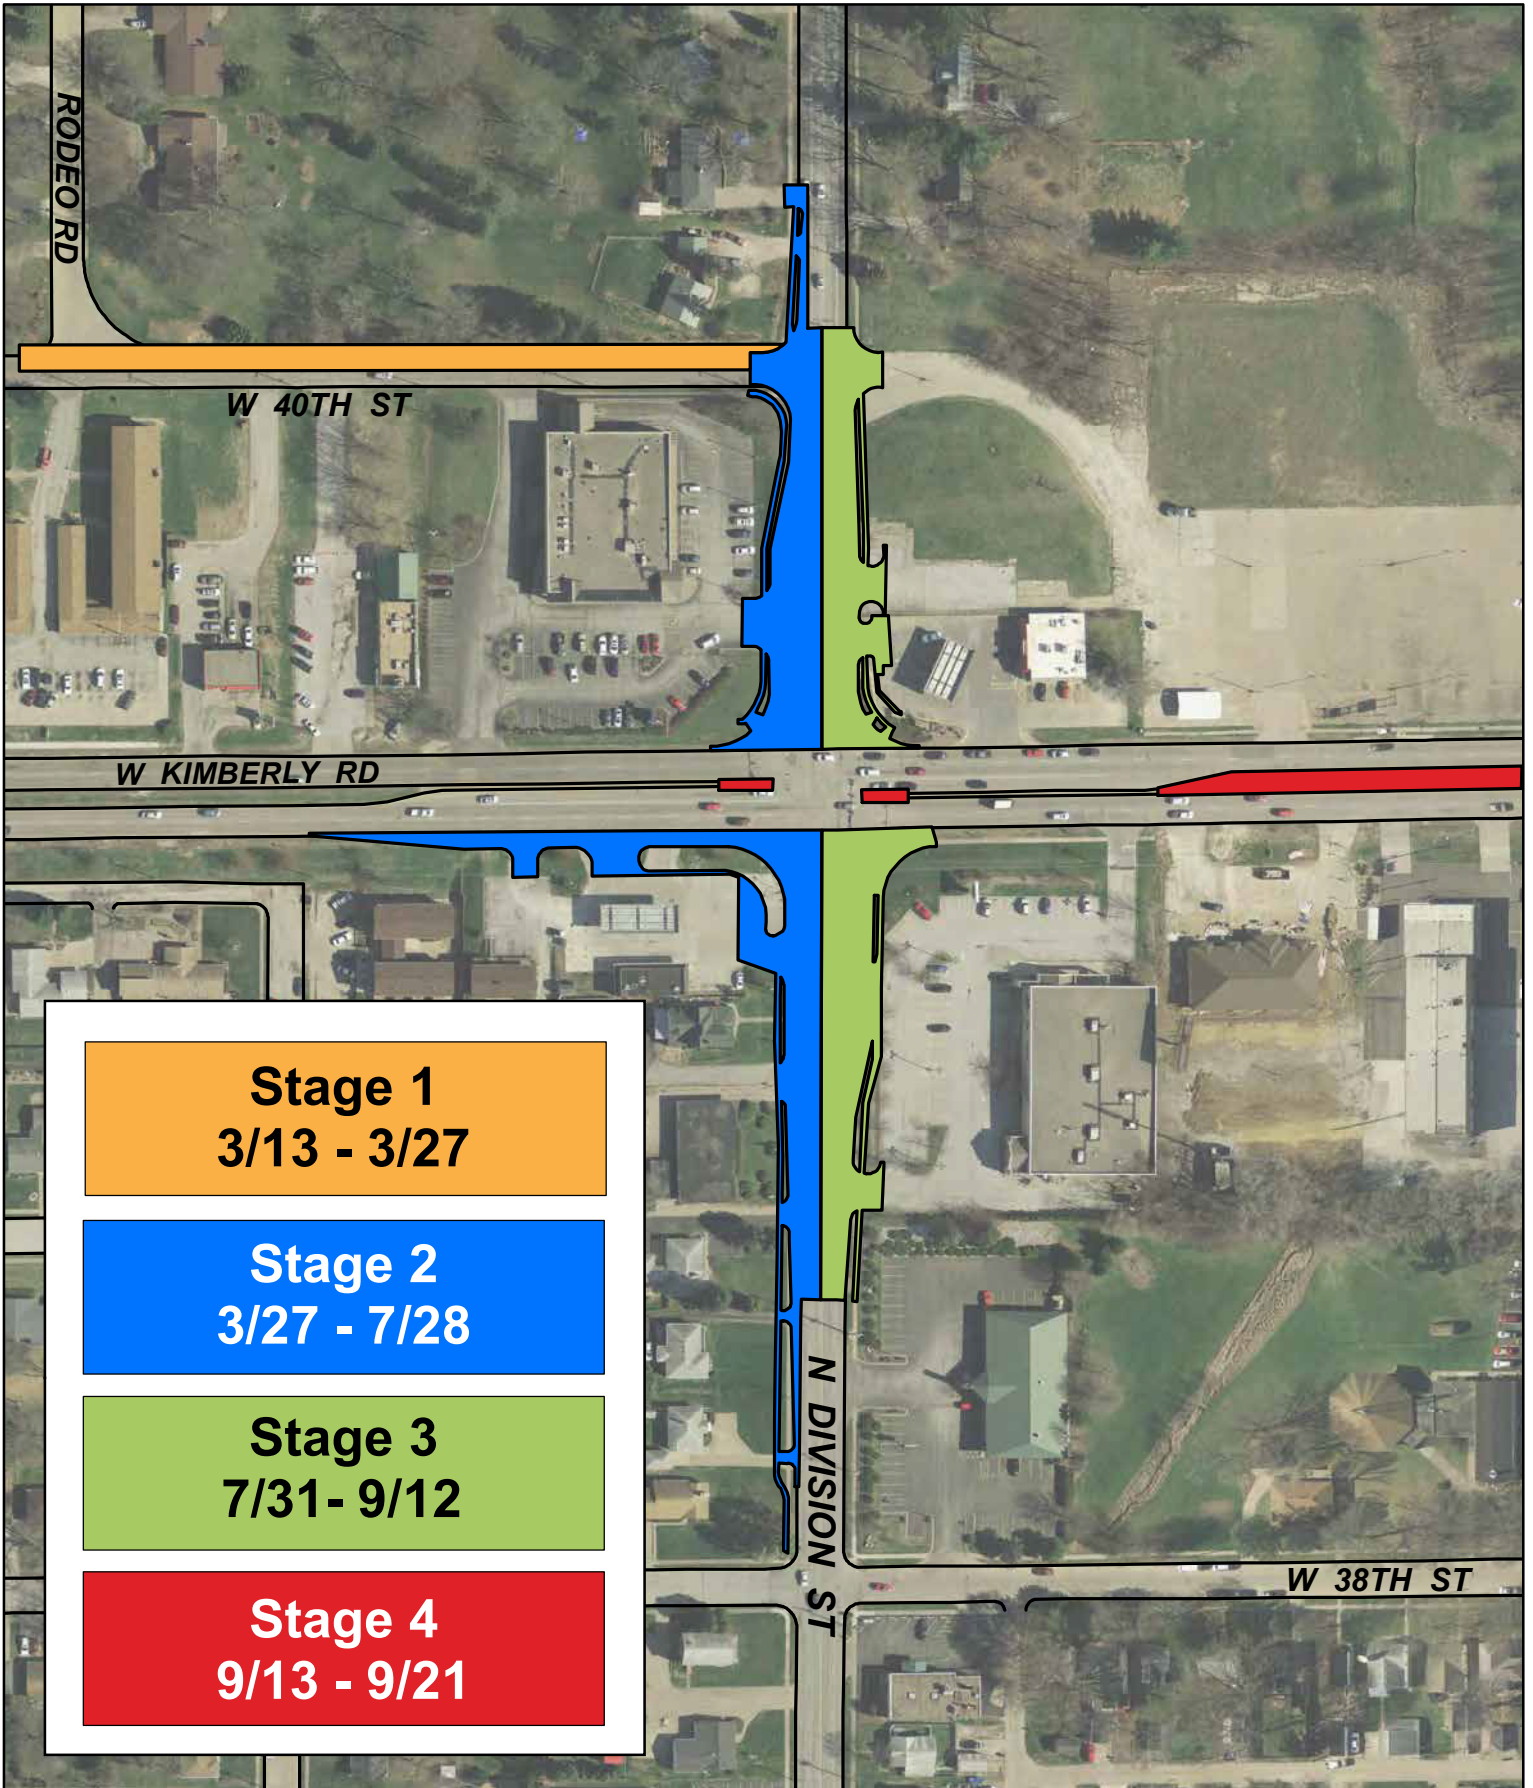 RODEO RD
W 40TH ST
W KIMBERLY RD
Stage 1
3/13 - 3/27
Stage 2
3/27 - 7/28
Stage 3
7/31- 9/12
Stage 4
9/13 - 9/21
N DIVISION ST
W 38TH ST